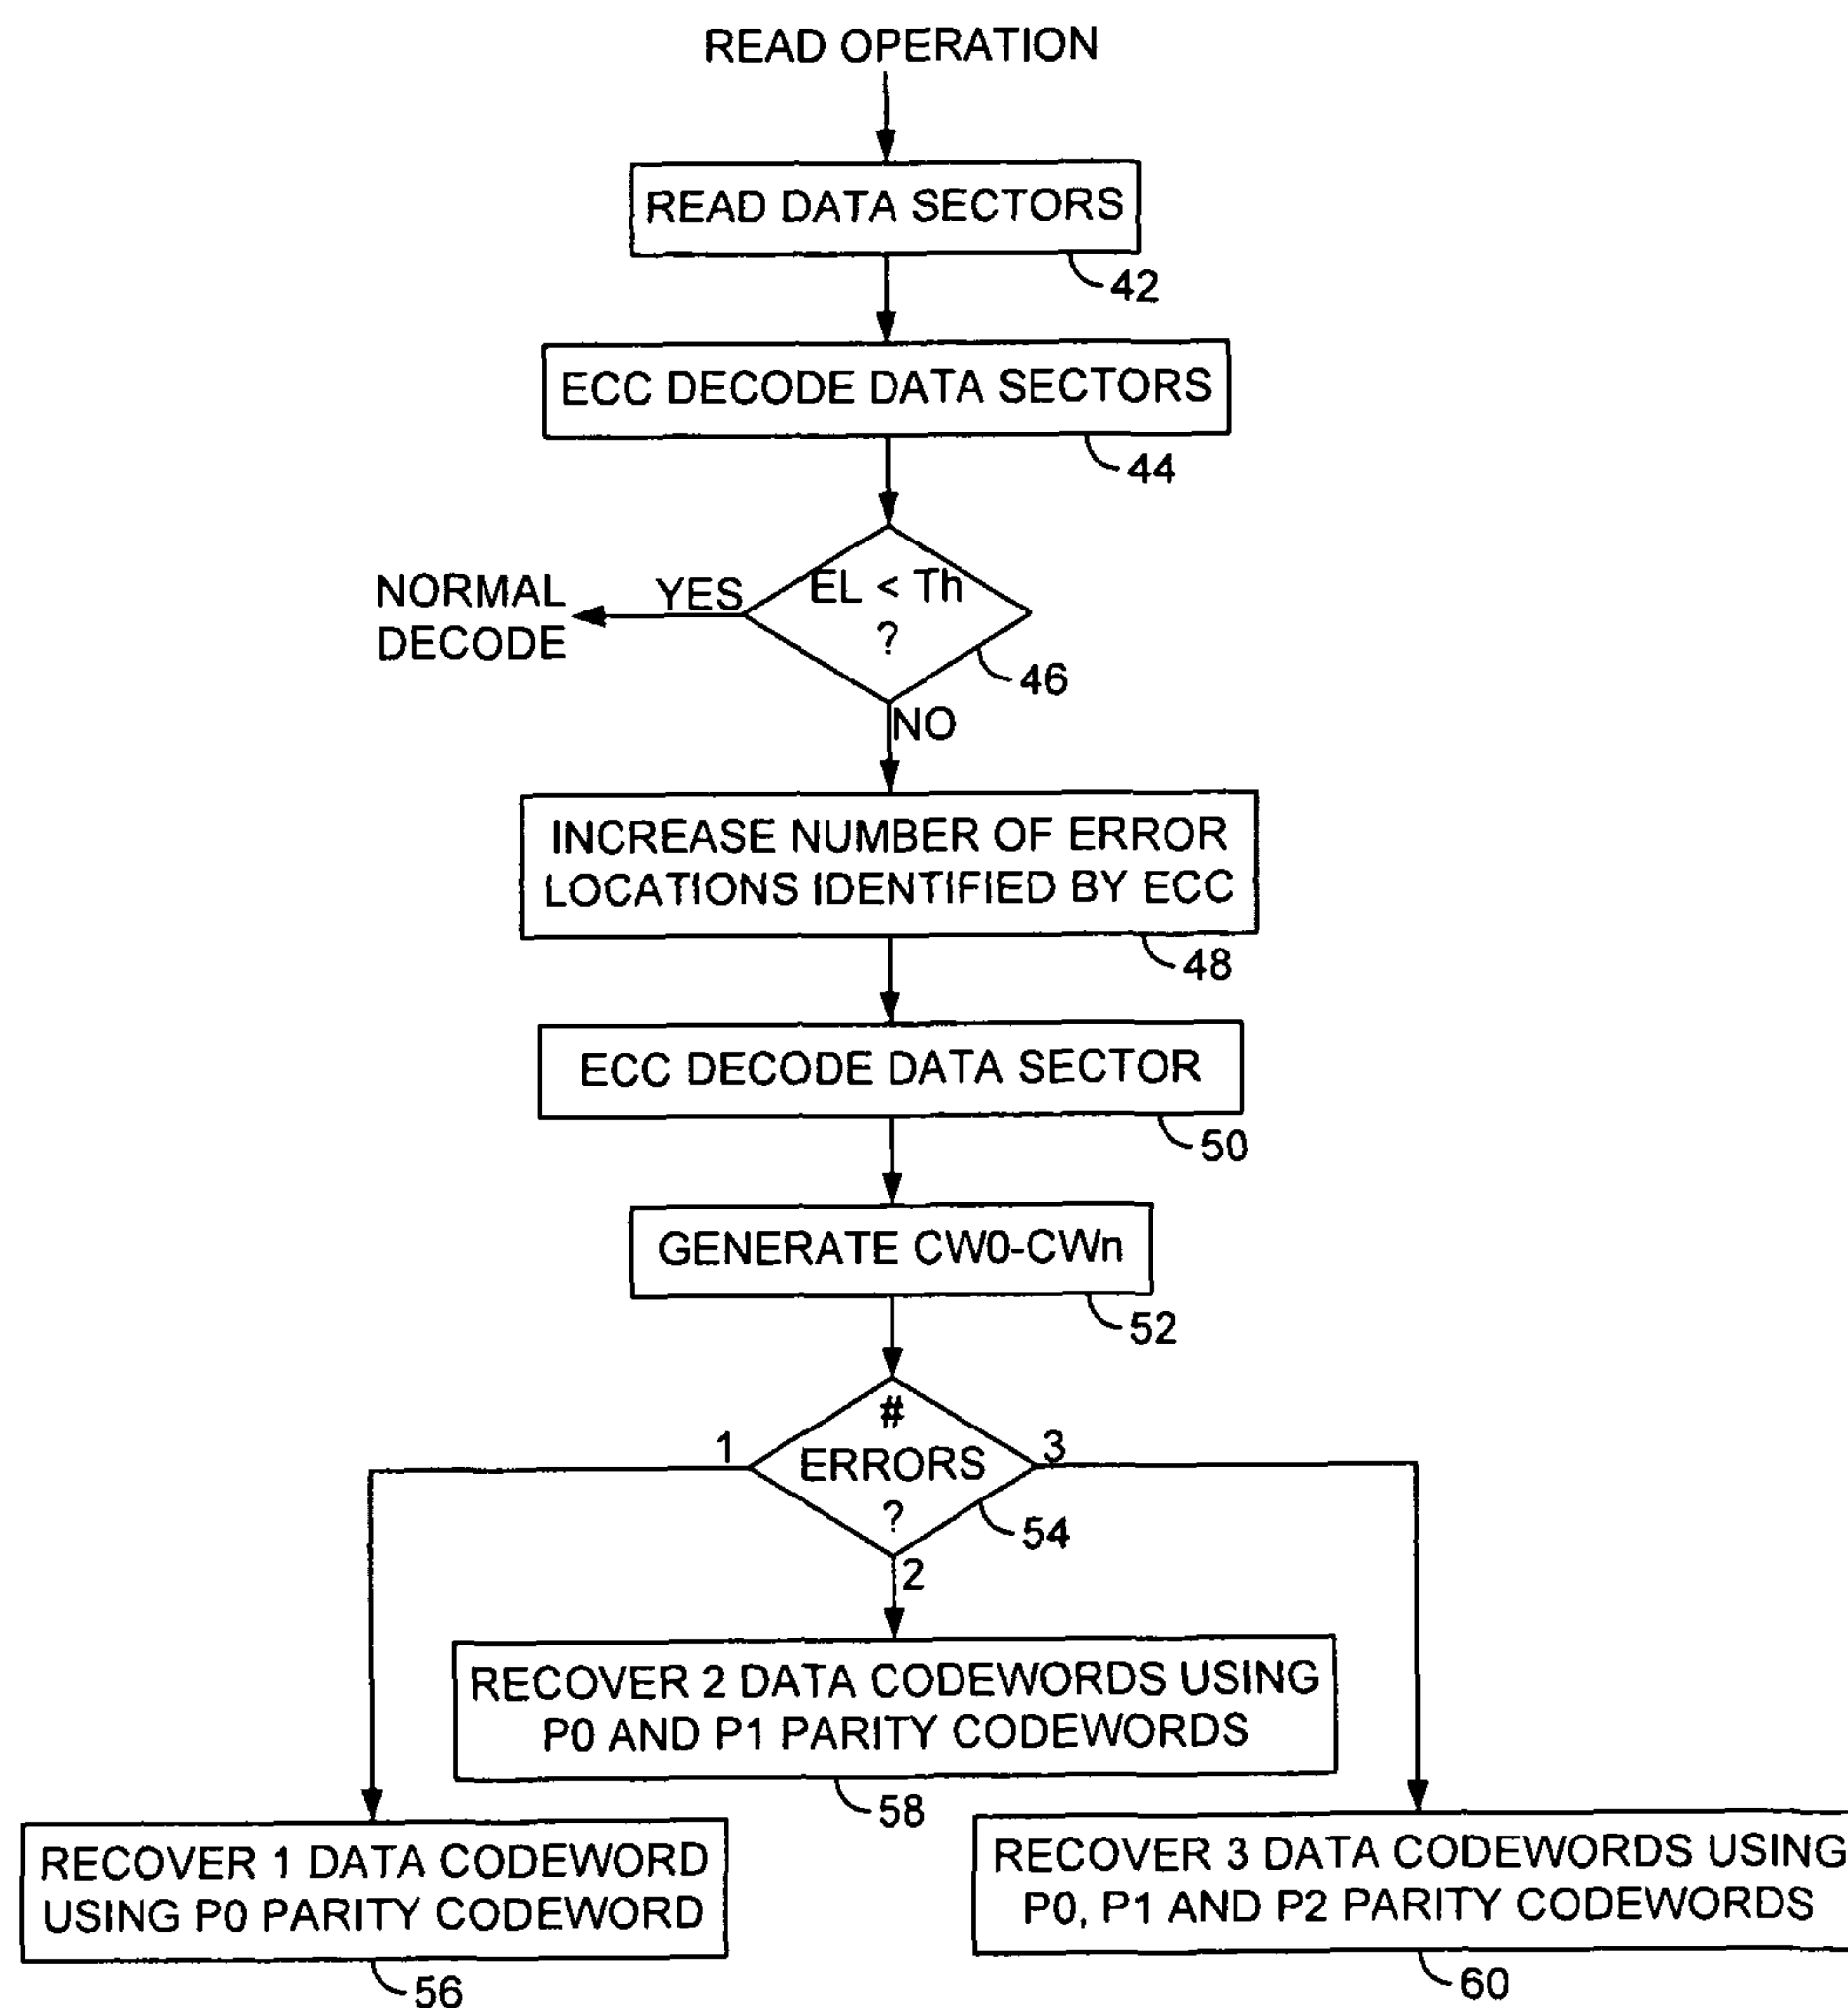 READ OPERATION
READ DATA SECTORS
42
ECC DECODE DATA SECTORS
44
EL < Th
?
YES
NORMAL
DECODE
46
NO
INCREASE NUMBER OF ERROR
LOCATIONS IDENTIFIED BY ECC
48
ECC DECODE DATA SECTOR
50
GENERATE CW0-CWn
52
#
ERRORS
?
1
3
54
2
RECOVER 2 DATA CODEWORDS USING
P0 AND P1 PARITY CODEWORDS
58
RECOVER 1 DATA CODEWORD
USING P0 PARITY CODEWORD
56
RECOVER 3 DATA CODEWORDS USING
P0, P1 AND P2 PARITY CODEWORDS
60